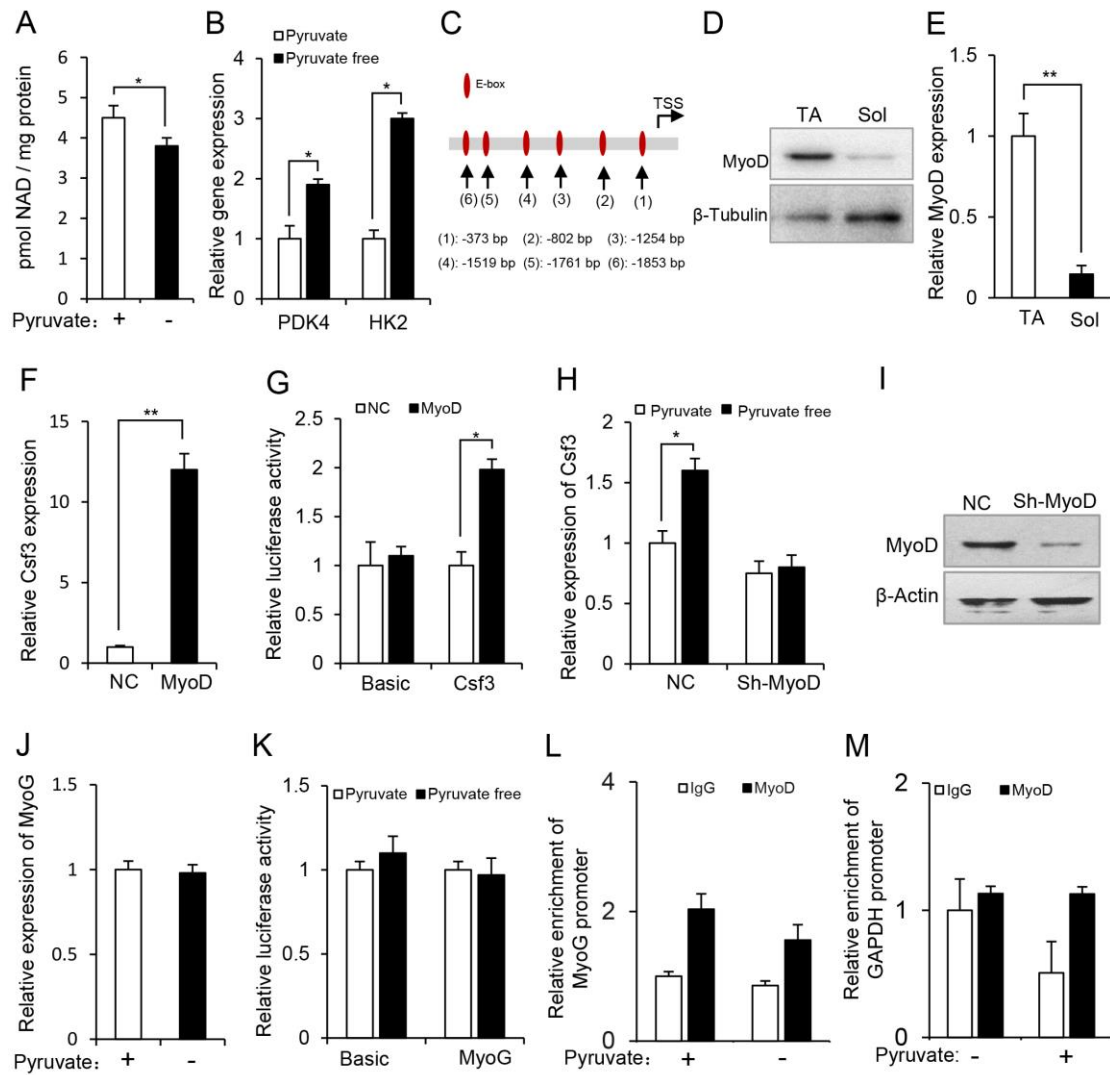 A
pmol NAD / mg protein
6
5
4
3
2
1
0
*
Pyruvate: + -
B
Pyruvate
Pyruvate free
Relative gene expression
4
3
2
1
0
*
*
PDK4 HK2
C
E-box
TSS
(6) (5) (4) (3) (2) (1)
(1): -373 bp (2): -802 bp (3): -1254 bp
(4): -1519 bp (5): -1761 bp (6): -1853 bp
D
TA Sol
MyoD
β-Tubulin
E
Relative MyoD expression
1.5
1
0.5
0
**
TA Sol
F
Relative Csf3 expression
15
12
10
5
0
**
NC MyoD
G
NC MyoD
Relative luciferase activity
2.5
2
1.5
1
0.5
0
*
Basic Csf3
H
Pyruvate Pyruvate free
Relative expression of Csf3
2
1.5
1
0.5
0
*
NC Sh-MyoD
I
NC Sh-MyoD
MyoD
β-Actin
J
Relative expression of MyoG
1.5
1
0.5
0
Pyruvate: + -
K
Pyruvate Pyruvate free
Relative luciferase activity
1.5
1
0.5
0
Basic MyoG
L
IgG MyoD
Relative enrichment of
MyoG promoter
4
2
0
Pyruvate: + -
M
IgG MyoD
Relative enrichment of
GAPDH promoter
2
1
0
Pyruvate: - +